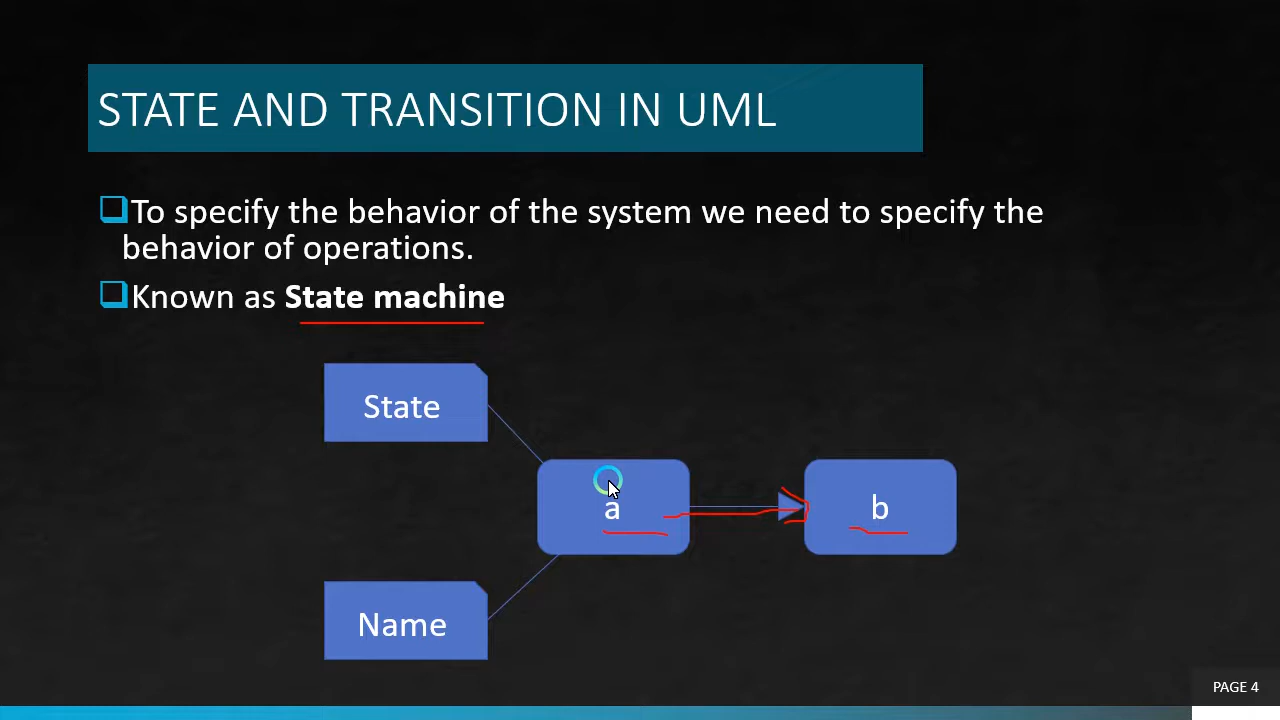 STATE AND TRANSITION IN UML
To specify the behavior of the system we need to specify the
behavior of operations.
Known as State machine
State
a
b
Name
PAGE 4